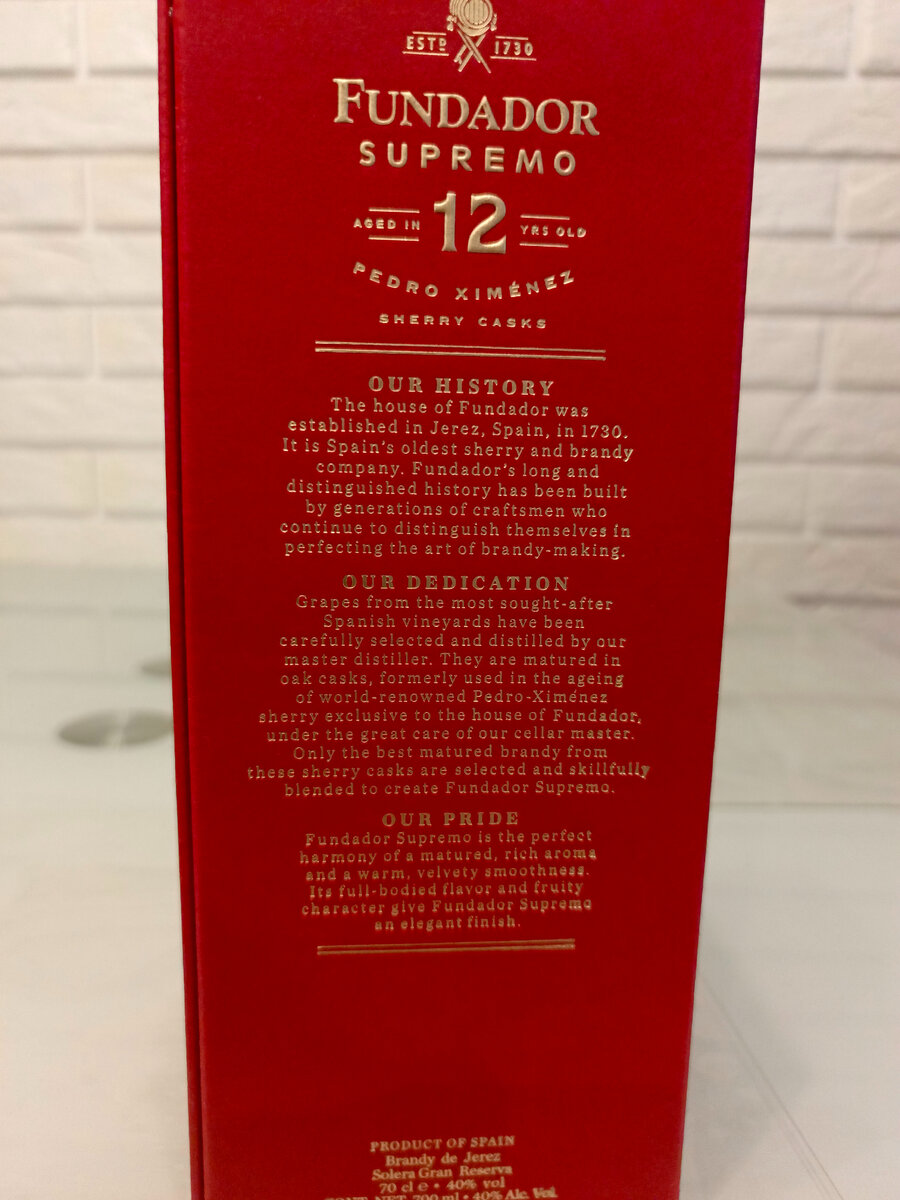 ESTD 1730
FUNDADOR
SUPREMO
AGED IN 12 YRS OLD
PEDRO XIMÉNEZ
SHERRY CASKS
OUR HISTORY
The house of Fundador was
established in Jerez, Spain, in 1730.
It is Spain's oldest sherry and brandy
company. Fundador's long and
distinguished history has been built
by generations of craftsmen who
continue to distinguish themselves in
perfecting the art of brandy-making.
OUR DEDICATION
Grapes from the most sought-after
Spanish vineyards have been
carefully selected and distilled by our
master distiller. They are matured in
oak casks, formerly used in the ageing
of world-renowned Pedro-Ximénez
sherry exclusive to the house of Fundador,
under the great care of our cellar master.
Only the best matured brandy from
these sherry casks are selected and skillfully
blended to create Fundador Supremo.
OUR PRIDE
Fundador Supremo is the perfect
harmony of a matured, rich aroma
and a warm, velvety smoothness.
Its full-bodied flavor and fruity
character give Fundador Supremo
an elegant finish.
PRODUCT OF SPAIN
Brandy de Jerez
Solera Gran Reserva
70 cl e • 40% vol
CONT. NET. 700 ml • 40% Alc. Vol.